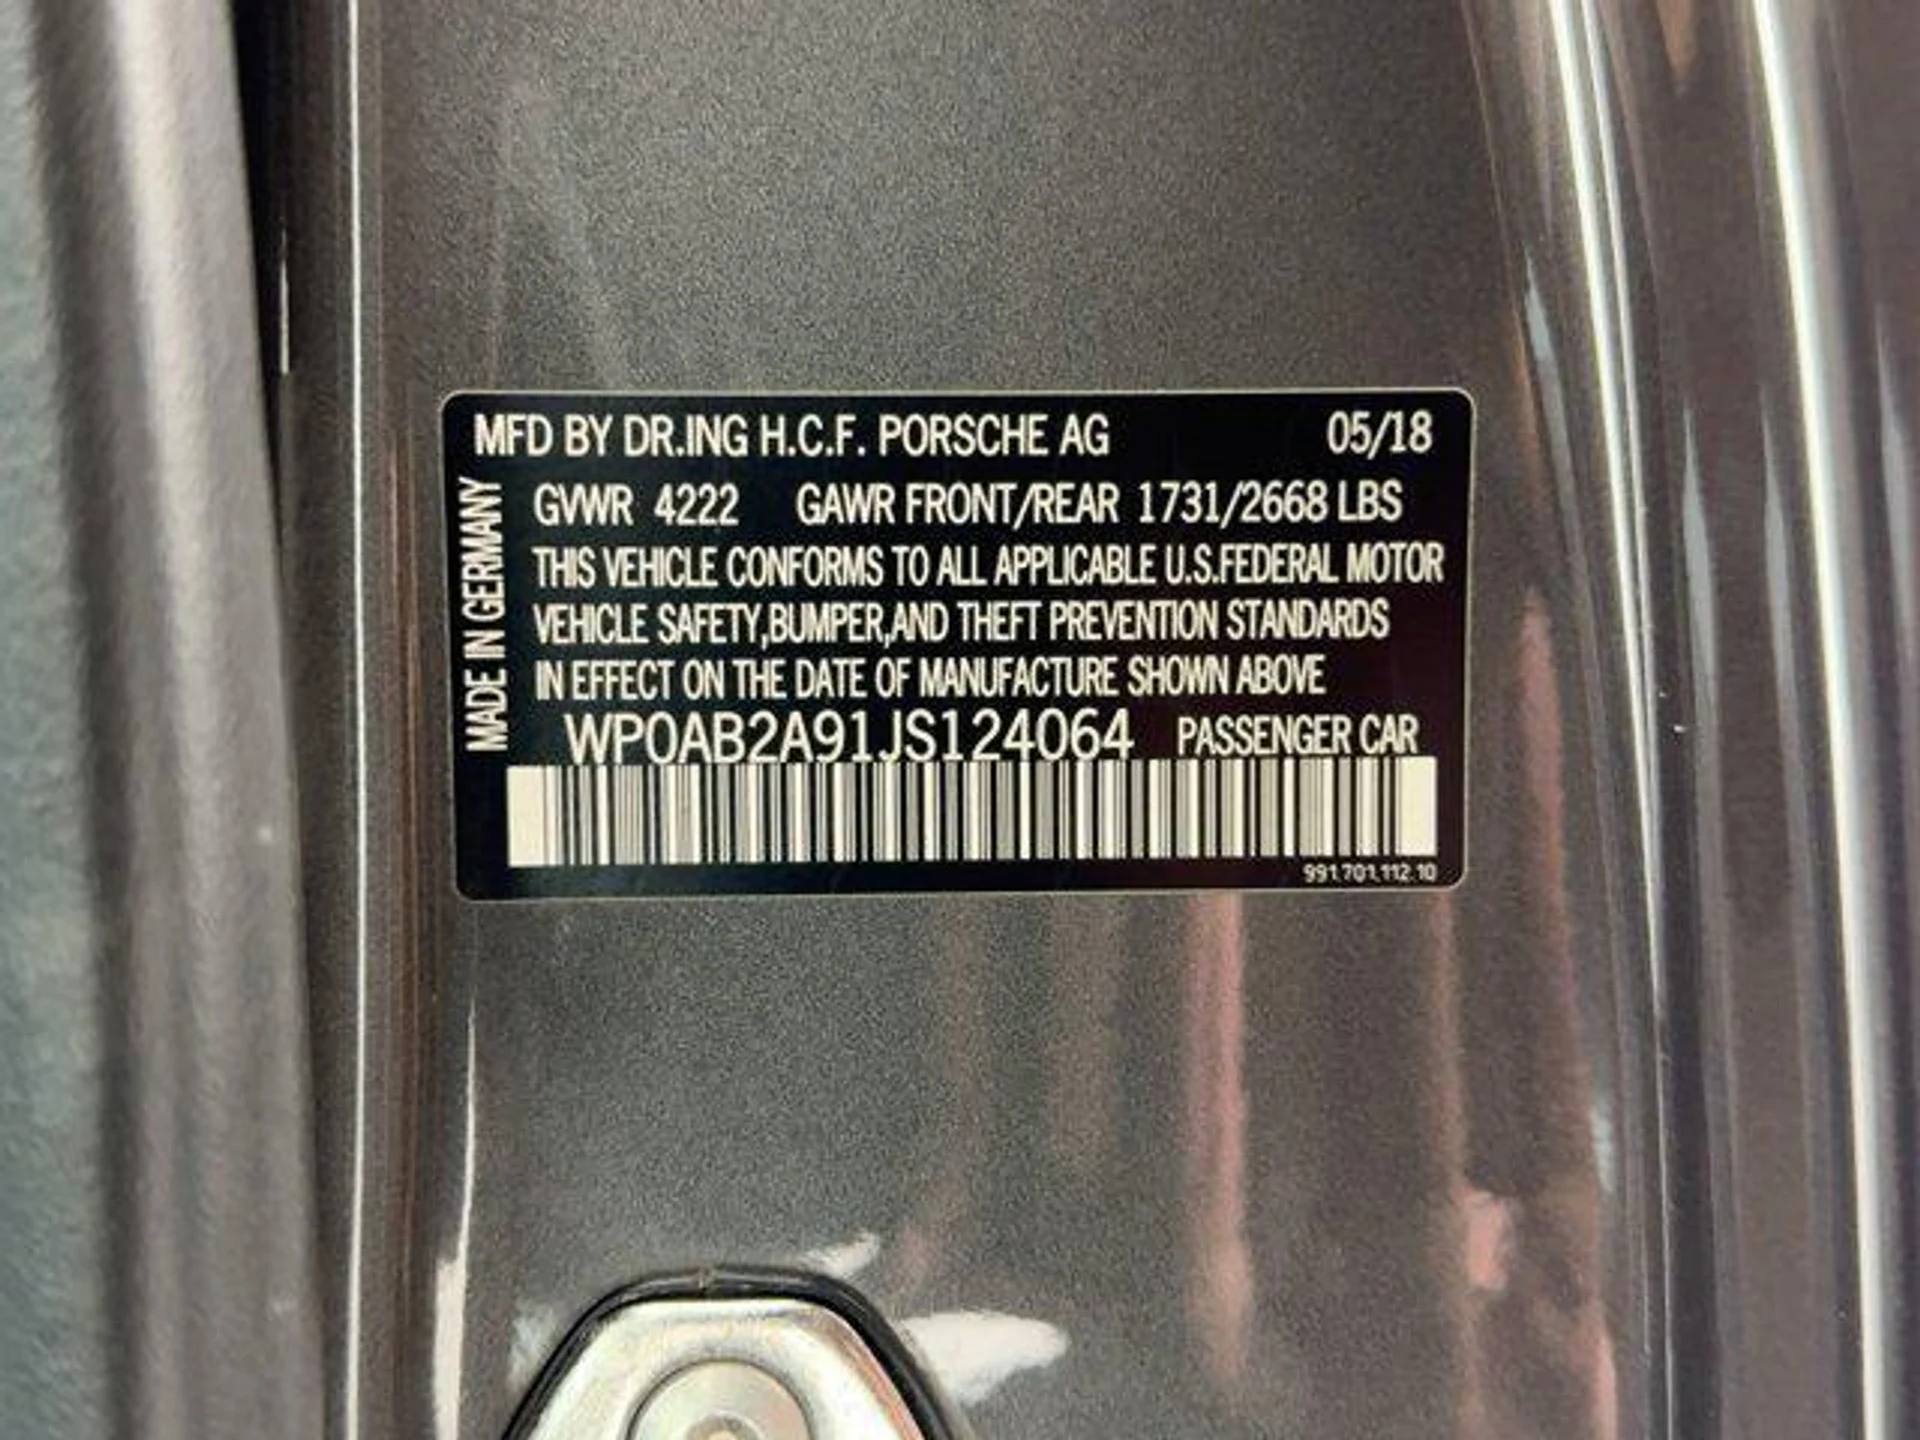 MFD BY DR.ING H.C.F. PORSCHE AG 05/18
GVWR 4222 GAWR FRONT/REAR 1731/2668 LBS
THIS VEHICLE CONFORMS TO ALL APPLICABLE U.S.FEDERAL MOTOR
VEHICLE SAFETY,BUMPER,AND THEFT PREVENTION STANDARDS
IN EFFECT ON THE DATE OF MANUFACTURE SHOWN ABOVE
WP0AB2A91JS124064 PASSENGER CAR
991.701.112.10
MADE IN GERMANY